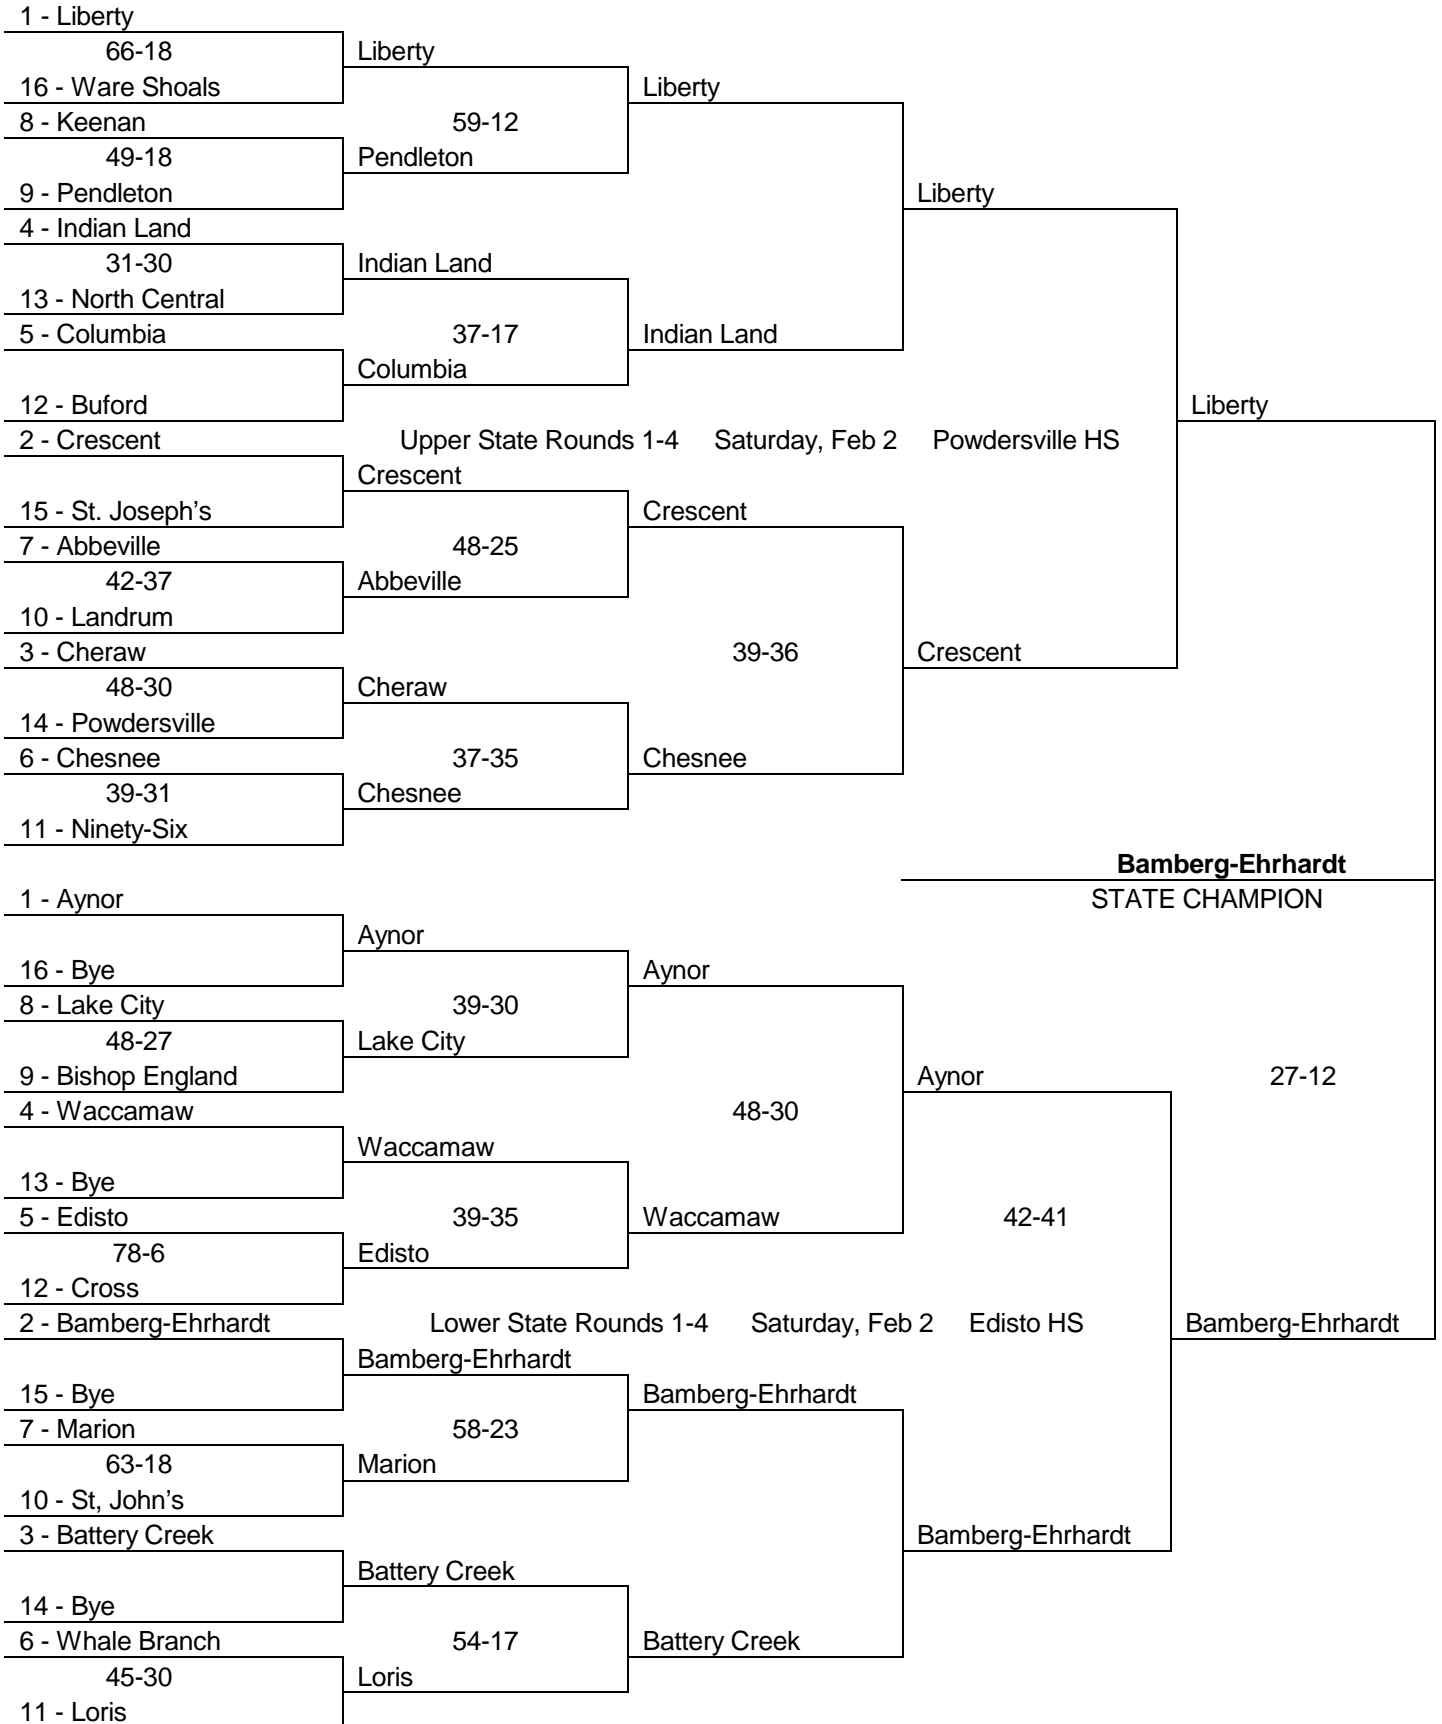 1 - Liberty
66-18 Liberty
16 - Ware Shoals Liberty
8 - Keenan 59-12
49-18 Pendleton
9 - Pendleton Liberty
4 - Indian Land
31-30 Indian Land
13 - North Central
5 - Columbia 37-17 Indian Land
Columbia
12 - Buford Liberty
2 - Crescent Upper State Rounds 1-4 Saturday, Feb 2 Powdersville HS
Crescent
15 - St. Joseph’s Crescent
7 - Abbeville 48-25
42-37 Abbeville
10 - Landrum
3 - Cheraw 39-36 Crescent
48-30 Cheraw
14 - Powdersville
6 - Chesnee 37-35 Chesnee
39-31 Chesnee
11 - Ninety-Six
Bamberg-Ehrhardt
1 - Aynor STATE CHAMPION
Aynor
16 - Bye Aynor
8 - Lake City 39-30
48-27 Lake City
9 - Bishop England Aynor 27-12
4 - Waccamaw 48-30
Waccamaw
13 - Bye
5 - Edisto 39-35 Waccamaw 42-41
78-6 Edisto
12 - Cross
2 - Bamberg-Ehrhardt Lower State Rounds 1-4 Saturday, Feb 2 Edisto HS Bamberg-Ehrhardt
Bamberg-Ehrhardt
15 - Bye Bamberg-Ehrhardt
7 - Marion 58-23
63-18 Marion
10 - St, John’s
3 - Battery Creek Bamberg-Ehrhardt
Battery Creek
14 - Bye
6 - Whale Branch 54-17 Battery Creek
45-30 Loris
11 - Loris